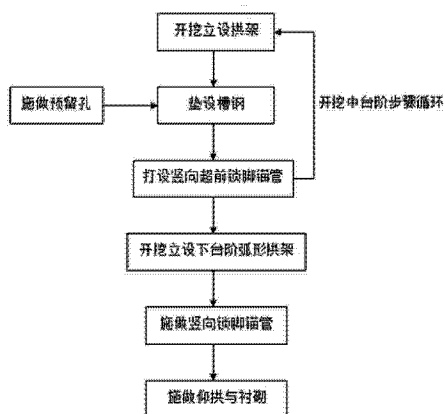 开挖立设拱架
施做预留孔
垫设槽钢
开挖中台阶步骤循环
打设竖向超前锁脚锚管
开挖立设下台阶弧形拱架
施做竖向锁脚锚管
施做仰拱与衬砌